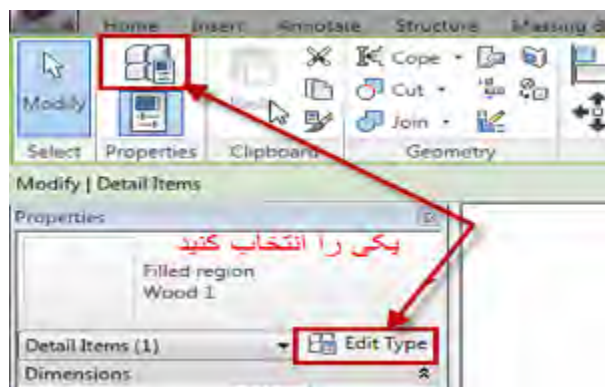 Home Insert Annotate Structure Massing &
Modify
Cope
Cut
Join
Select Properties Clipboard Geometry
Modify | Detail Items
Properties
یکی را انتخاب کنید
Filled region
Wood 1
Detail Items (1) Edit Type
Dimensions